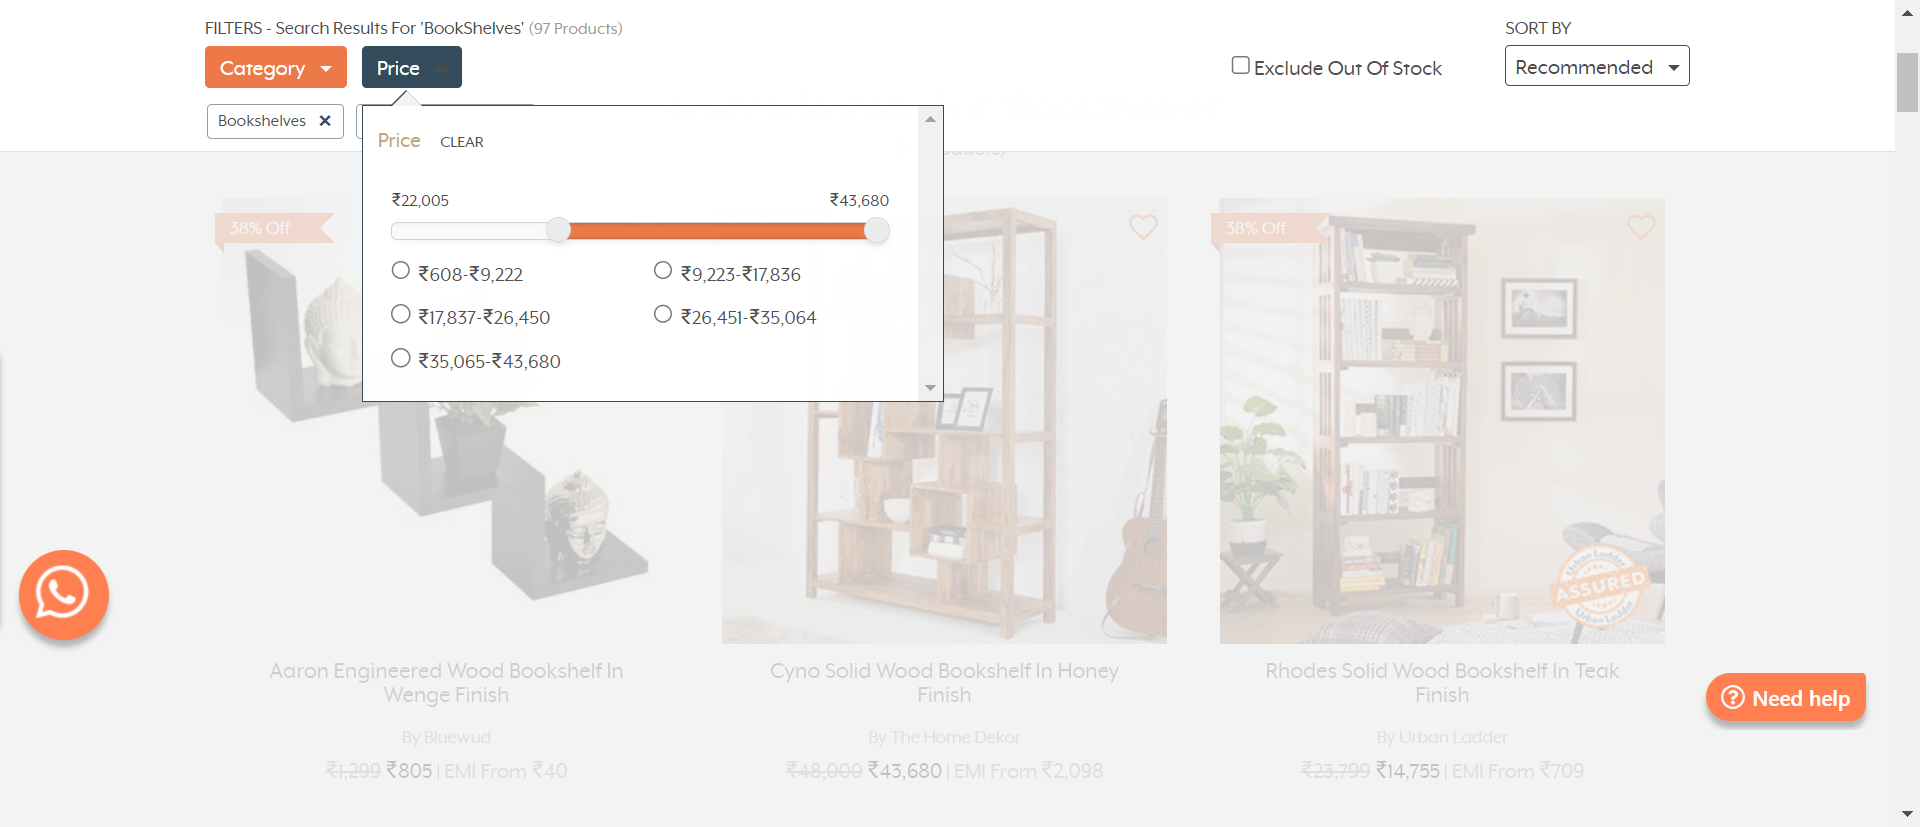 FILTERS - Search Results For 'BookShelves' (97 Products)
SORT BY
Category
Price
Exclude Out Of Stock
Recommended
Bookshelves ✕
Price CLEAR
₹22,005
₹43,680
₹608-₹9,222
₹9,223-₹17,836
₹17,837-₹26,450
₹26,451-₹35,064
₹35,065-₹43,680
38% Off
38% Off
Urban Ladder
ASSURED
Urban Ladder
Aaron Engineered Wood Bookshelf In
Wenge Finish
By Bluewud
₹1,299 ₹805 | EMI From ₹40
Cyno Solid Wood Bookshelf In Honey
Finish
By The Home Dekor
₹48,000 ₹43,680 | EMI From ₹2,098
Rhodes Solid Wood Bookshelf In Teak
Finish
By Urban Ladder
₹23,799 ₹14,755 | EMI From ₹709
Need help